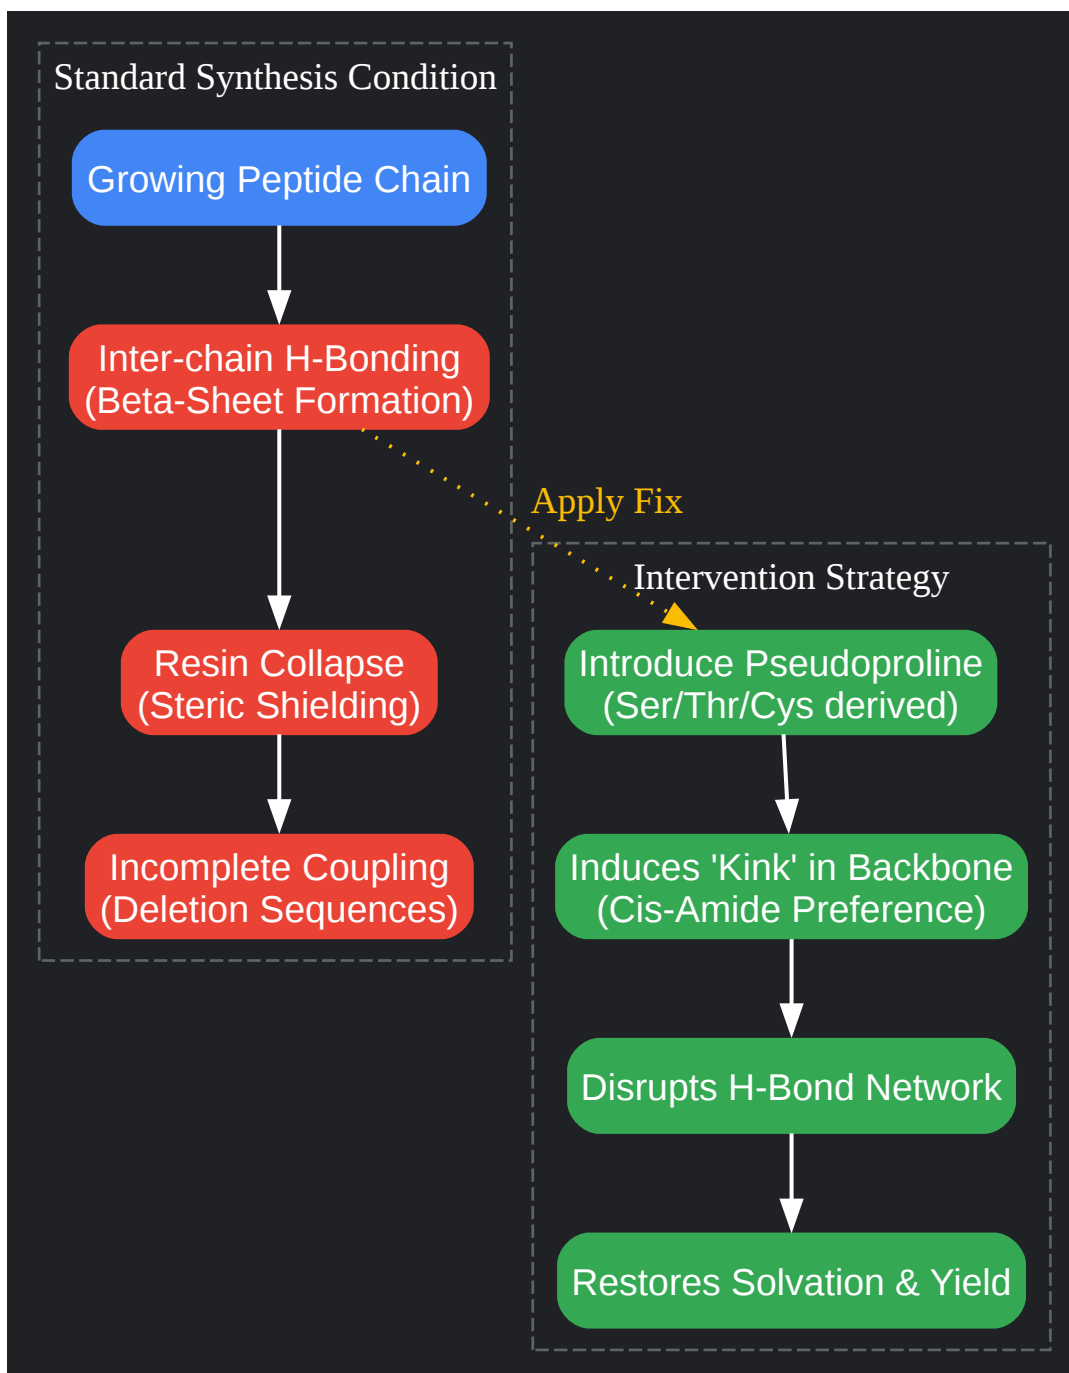 Standard Synthesis Condition
Growing Peptide Chain
Inter-chain H-Bonding
(Beta-Sheet Formation)
Resin Collapse
(Steric Shielding)
Incomplete Coupling
(Deletion Sequences)
Apply Fix
Intervention Strategy
Introduce Pseudoproline
(Ser/Thr/Cys derived)
Induces 'Kink' in Backbone
(Cis-Amide Preference)
Disrupts H-Bond Network
Restores Solvation & Yield